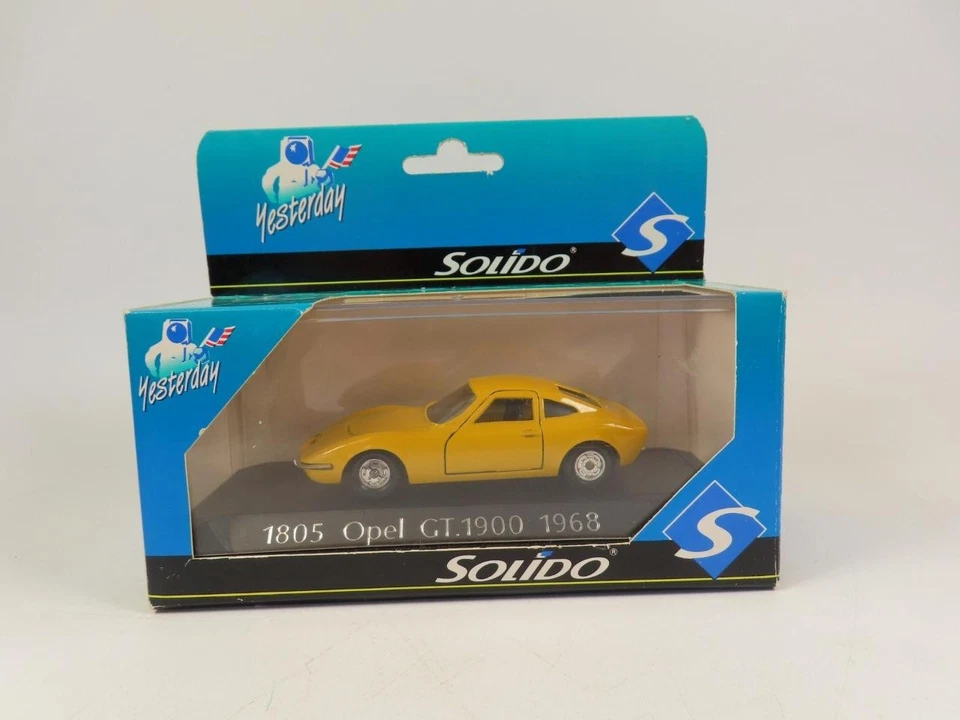 Yesterday
S
SOLIDO®
Yesterday
1805 Opel GT.1900 1968
S
SOLIDO®